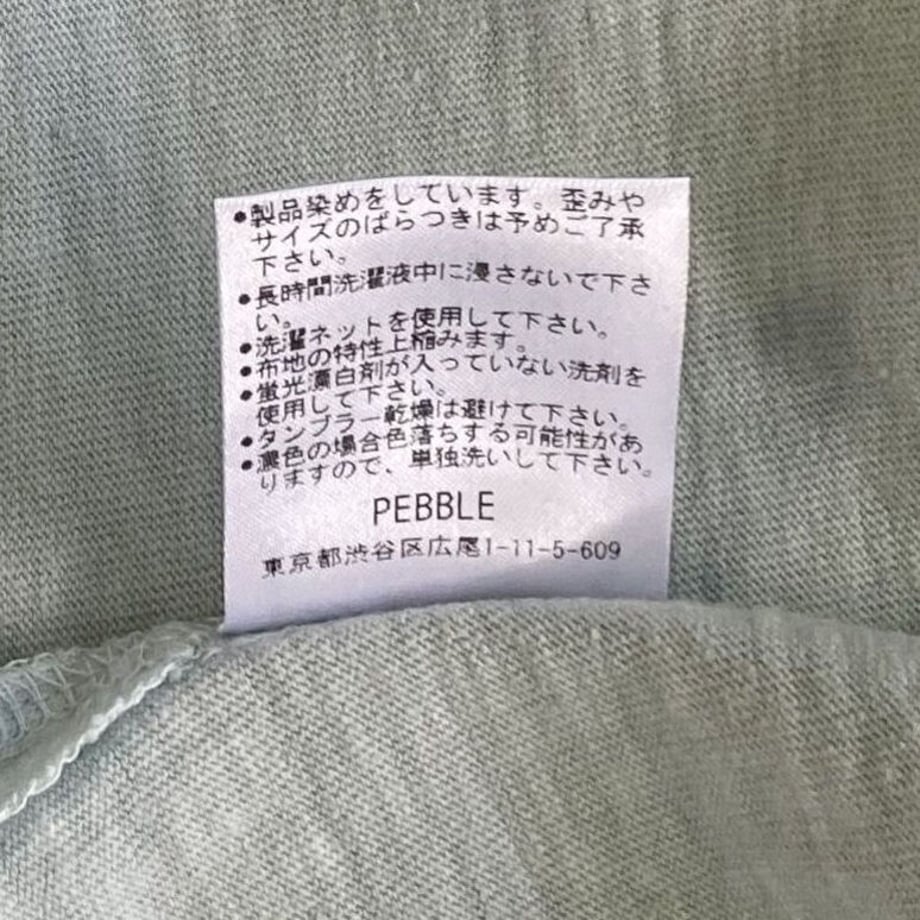 ●製品染めをしています。歪みや
サイズのばらつきは予めご了承
下さい。
●長時間洗濯液中に浸さないで下さ
い。
●洗濯ネットを使用して下さい。
●布地の特性上縮みます。
●蛍光漂白剤が入っていない洗剤を
使用して下さい。
●タンブラー乾燥は避けて下さい。
●濃色の場合色落ちする可能性があ
りますので、単独洗いして下さい。
PEBBLE
東京都渋谷区広尾1-11-5-609